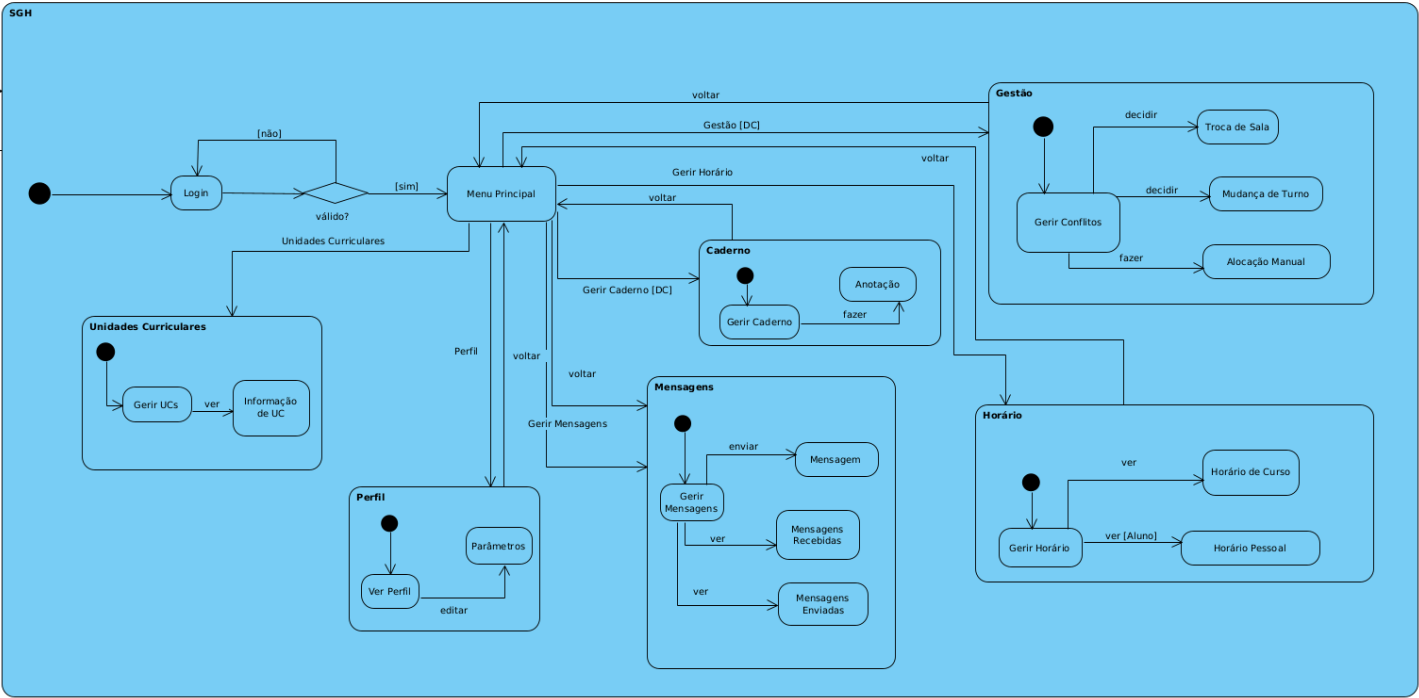 SGH
[não]
Login
válido?
[sim]
Menu Principal
voltar
Gestão [DC]
voltar
Gerir Horário
voltar
Gestão
decidir
Troca de Sala
decidir
Mudança de Turno
Gerir Conflitos
fazer
Alocação Manual
Unidades Curriculares
Caderno
Anotação
Gerir Caderno [DC]
Gerir Caderno
fazer
Unidades Curriculares
Gerir UCs
ver
Informação
de UC
Perfil
voltar
voltar
Gerir Mensagens
Mensagens
enviar
Mensagem
Gerir
Mensagens
ver
Mensagens
Recebidas
ver
Mensagens
Enviadas
Horário
ver
Horário de Curso
Gerir Horário
ver [Aluno]
Horário Pessoal
Perfil
Parâmetros
Ver Perfil
editar